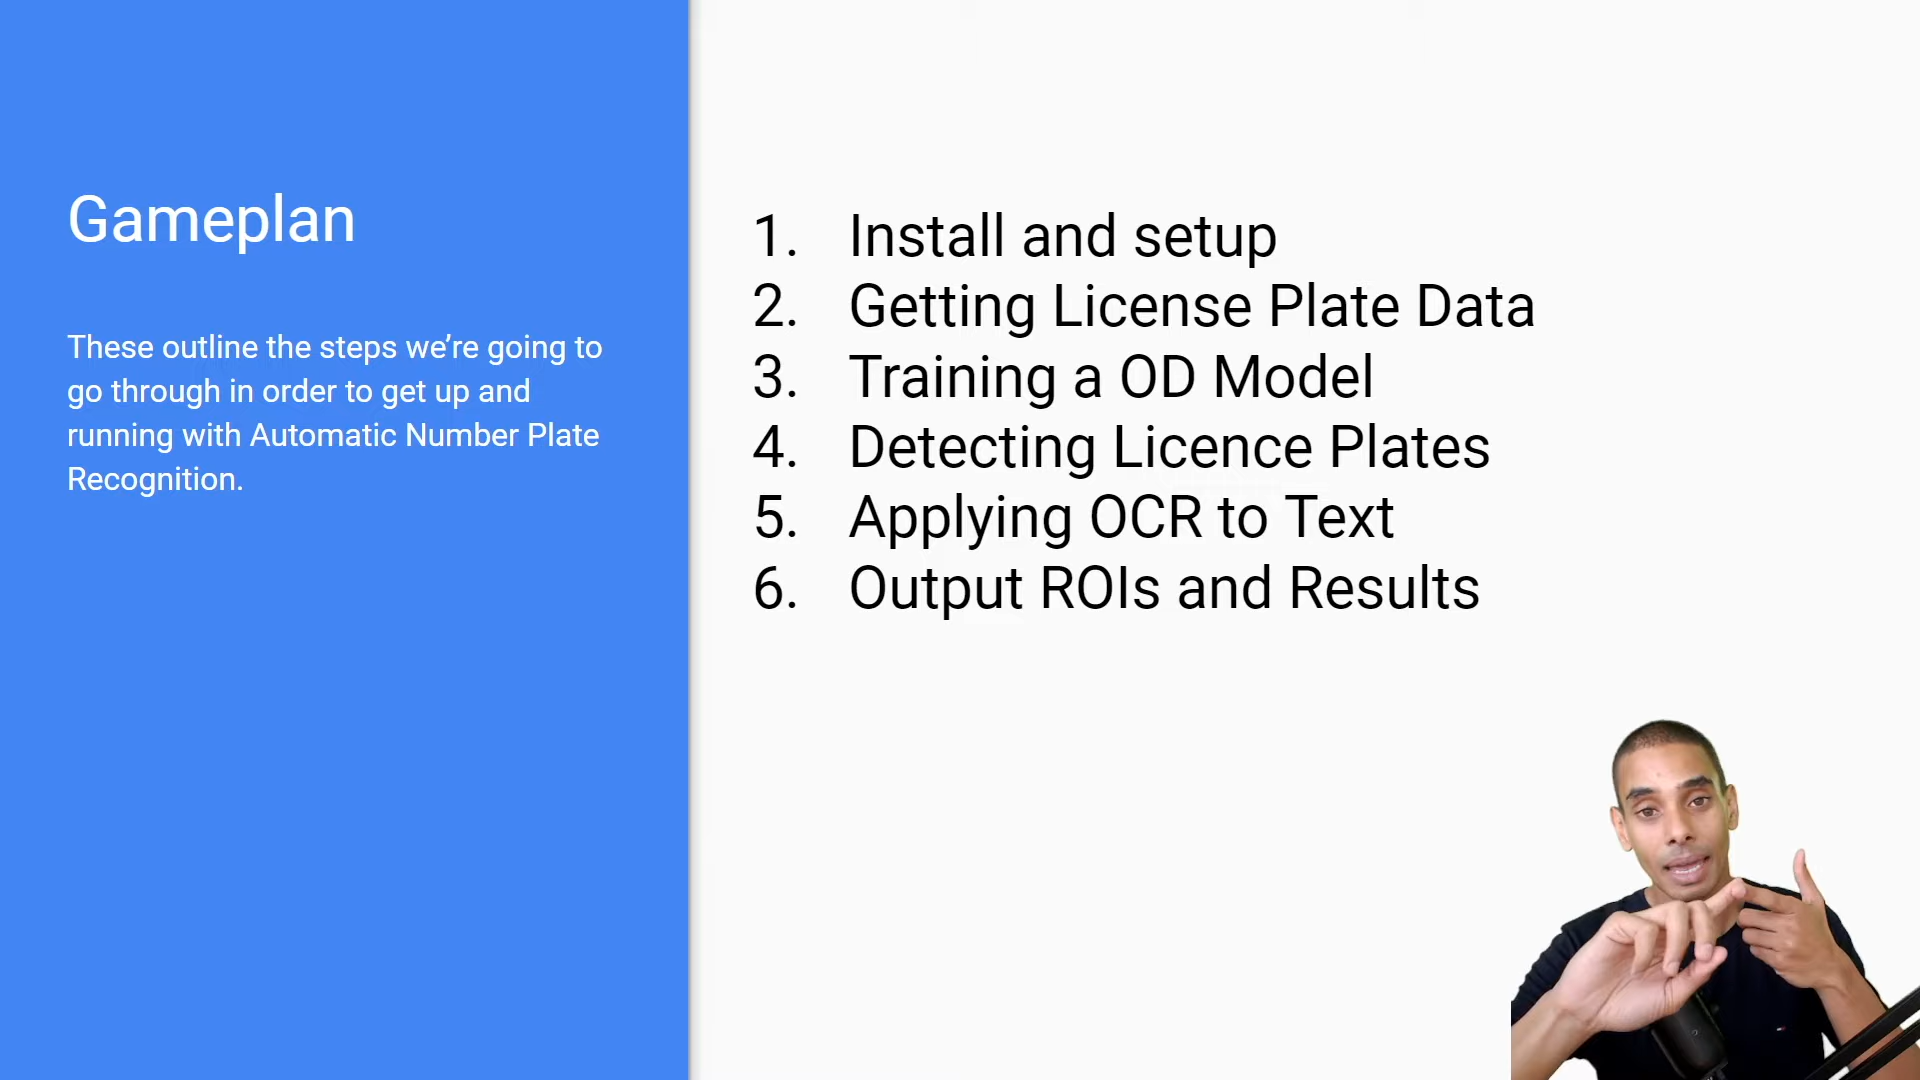 Gameplan
These outline the steps we’re going to
go through in order to get up and
running with Automatic Number Plate
Recognition.
1. Install and setup
2. Getting License Plate Data
3. Training a OD Model
4. Detecting Licence Plates
5. Applying OCR to Text
6. Output ROIs and Results